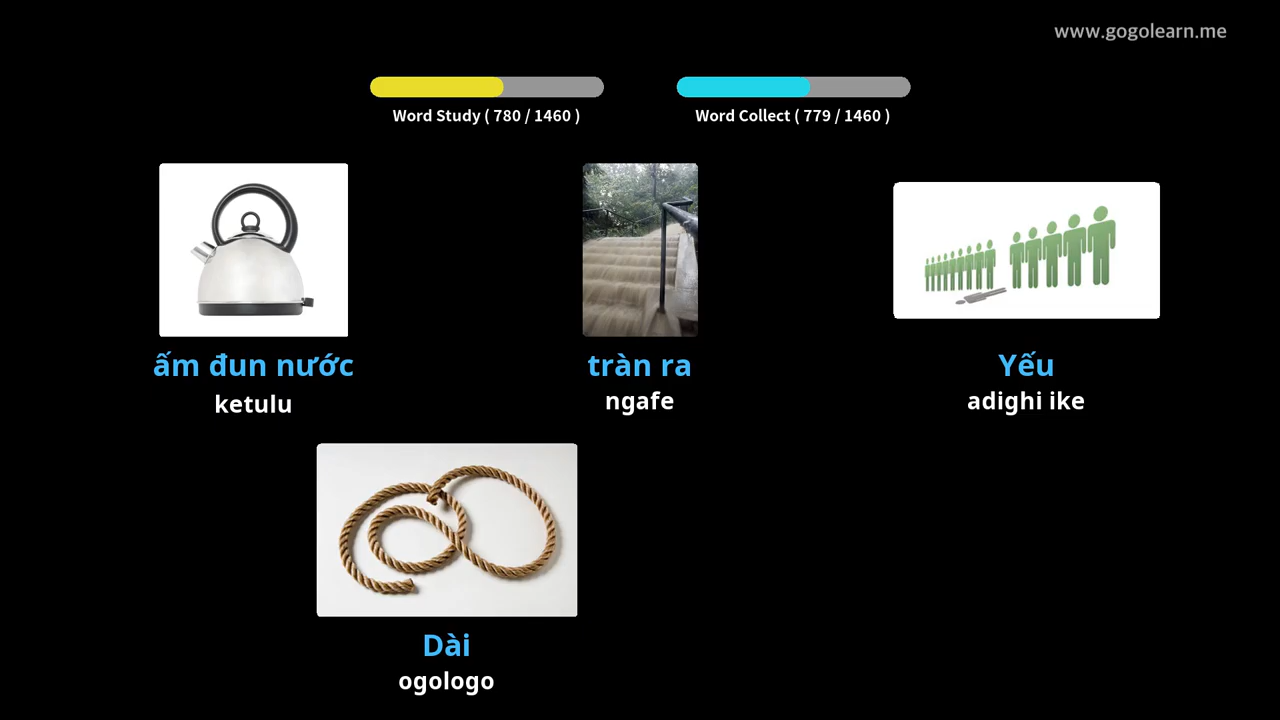 www.gogolearn.me
Word Study ( 780 / 1460 )
Word Collect ( 779 / 1460 )
ấm đun nước
ketulu
tràn ra
ngafe
Yếu
adighi ike
Dài
ogologo